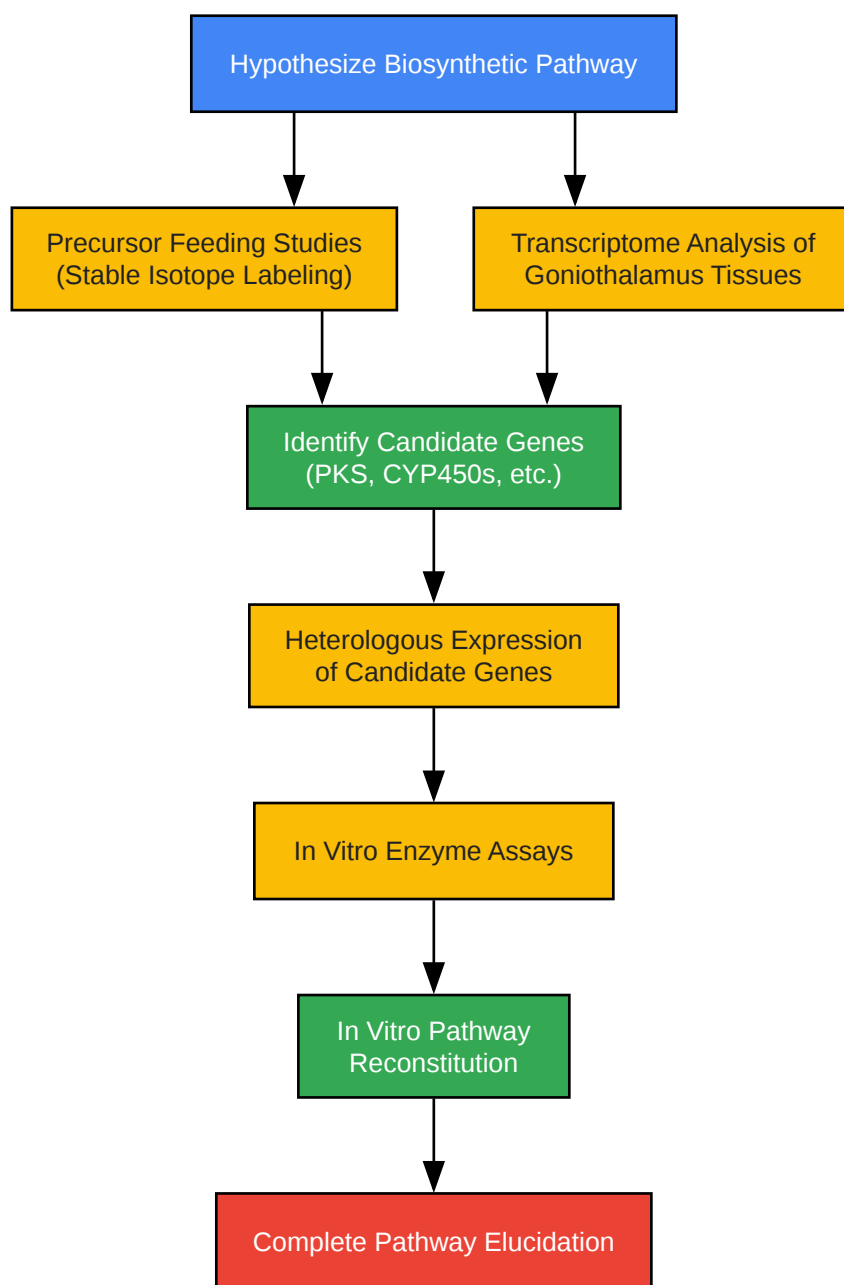 Hypothesize Biosynthetic Pathway
Precursor Feeding Studies
(Stable Isotope Labeling)
Transcriptome Analysis of
Goniothalamus Tissues
Identify Candidate Genes
(PKS, CYP450s, etc.)
Heterologous Expression
of Candidate Genes
In Vitro Enzyme Assays
In Vitro Pathway
Reconstitution
Complete Pathway Elucidation